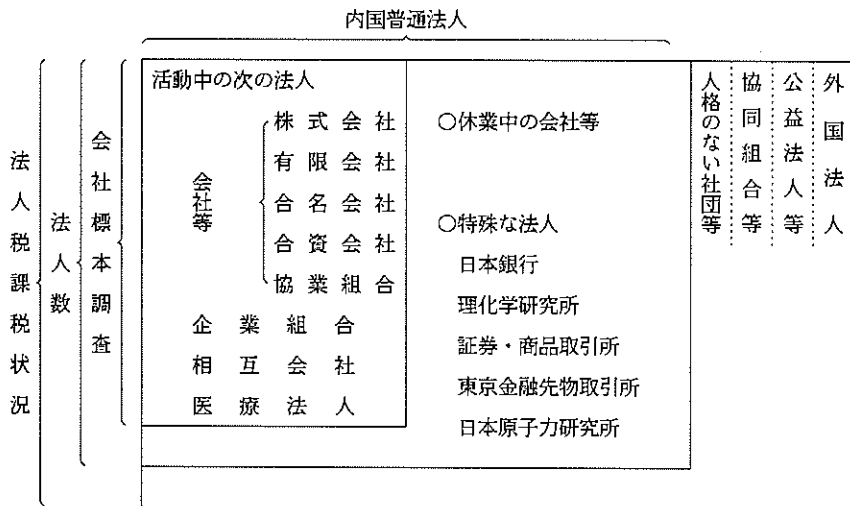 内国普通法人
法人税課税状況
法人数
会社標本調査
活動中の次の法人
会社等
株式会社
有限会社
合名会社
合資会社
協業組合
企業組合
相互会社
医療法人
○休業中の会社等
○特殊な法人
日本銀行
理化学研究所
証券・商品取引所
東京金融先物取引所
日本原子力研究所
人格のない社団等
協同組合等
公益法人等
外国法人